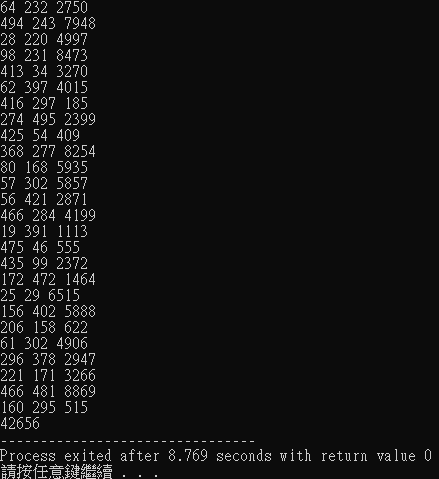 64 232 2750
494 243 7948
28 220 4997
98 231 8473
413 34 3270
62 397 4015
416 297 185
274 495 2399
425 54 409
368 277 8254
80 168 5935
57 302 5857
56 421 2871
466 284 4199
19 391 1113
475 46 555
435 99 2372
172 472 1464
25 29 6515
156 402 5888
206 158 622
61 302 4906
296 378 2947
221 171 3266
466 481 8869
160 295 515
42656
--------------------------------
Process exited after 8.769 seconds with return value 0
請按任意鍵繼續 . . .